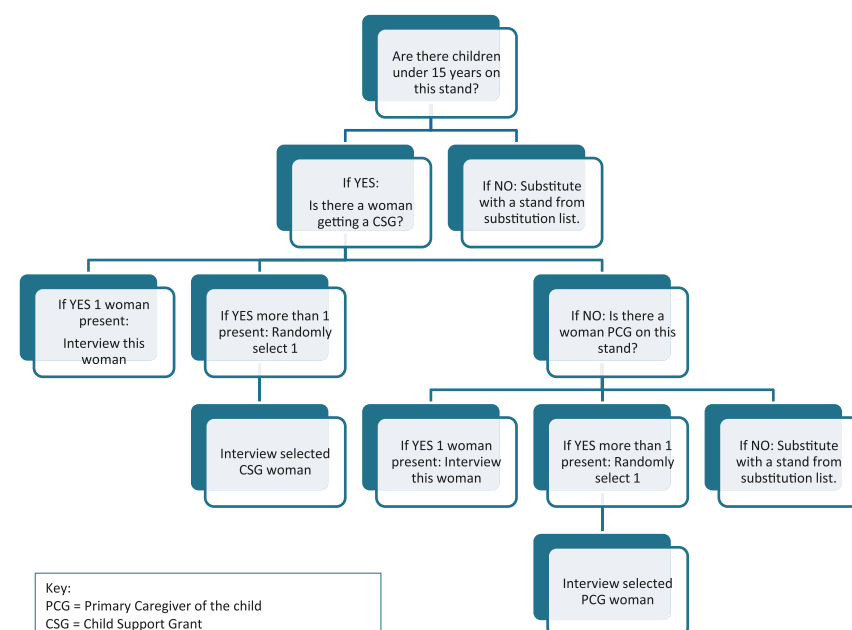 Are there children
under 15 years on
this stand?
If YES:
Is there a woman
getting a CSG?
If NO: Substitute
with a stand from
substitution list.
If YES 1 woman
present:
Interview this
woman
If YES more than 1
present: Randomly
select 1
If NO: Is there a
woman PCG on this
stand?
Interview selected
CSG woman
If YES 1 woman
present: Interview
this woman
If YES more than 1
present: Randomly
select 1
If NO: Substitute
with a stand from
substitution list.
Interview selected
PCG woman
Key:
PCG = Primary Caregiver of the child
CSG = Child Support Grant